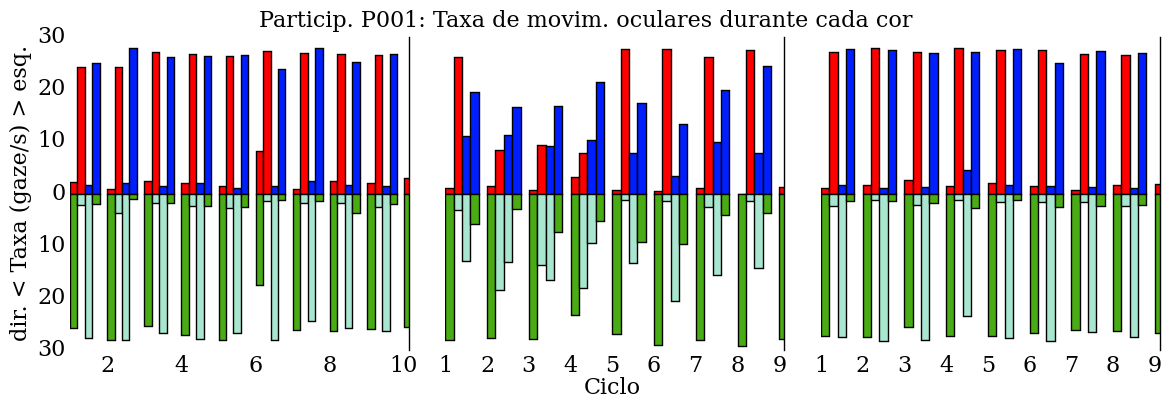 Particip. P001: Taxa de movim. oculares durante cada cor
dir. < Taxa (gaze/s) > esq.
30
20
10
0
10
20
30
2 4 6 8 10 1 2 3 4 5 6 7 8 9 1 2 3 4 5 6 7 8 9
Ciclo